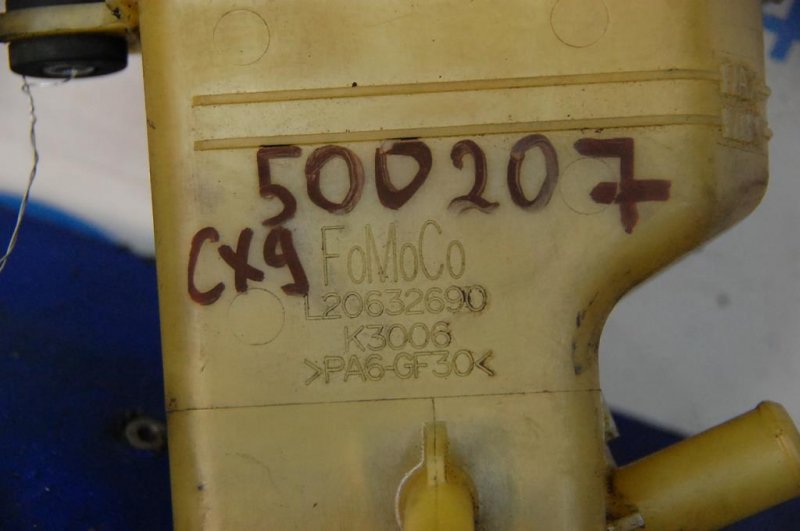 500207
CX9
FoMoCo
L20632690
K3006
>PA6-GF30<